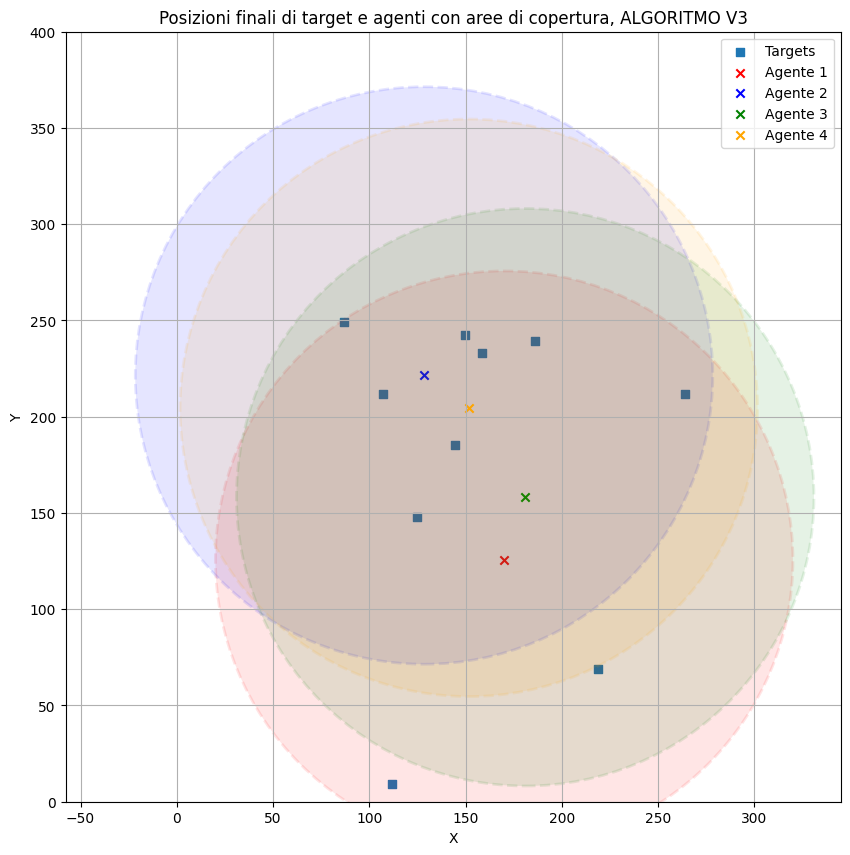 Posizioni finali di target e agenti con aree di copertura, ALGORITMO V3
400
350
300
250
200
150
100
50
0
Y
Targets
Agente 1
Agente 2
Agente 3
Agente 4
−50 0 50 100 150 200 250 300
X